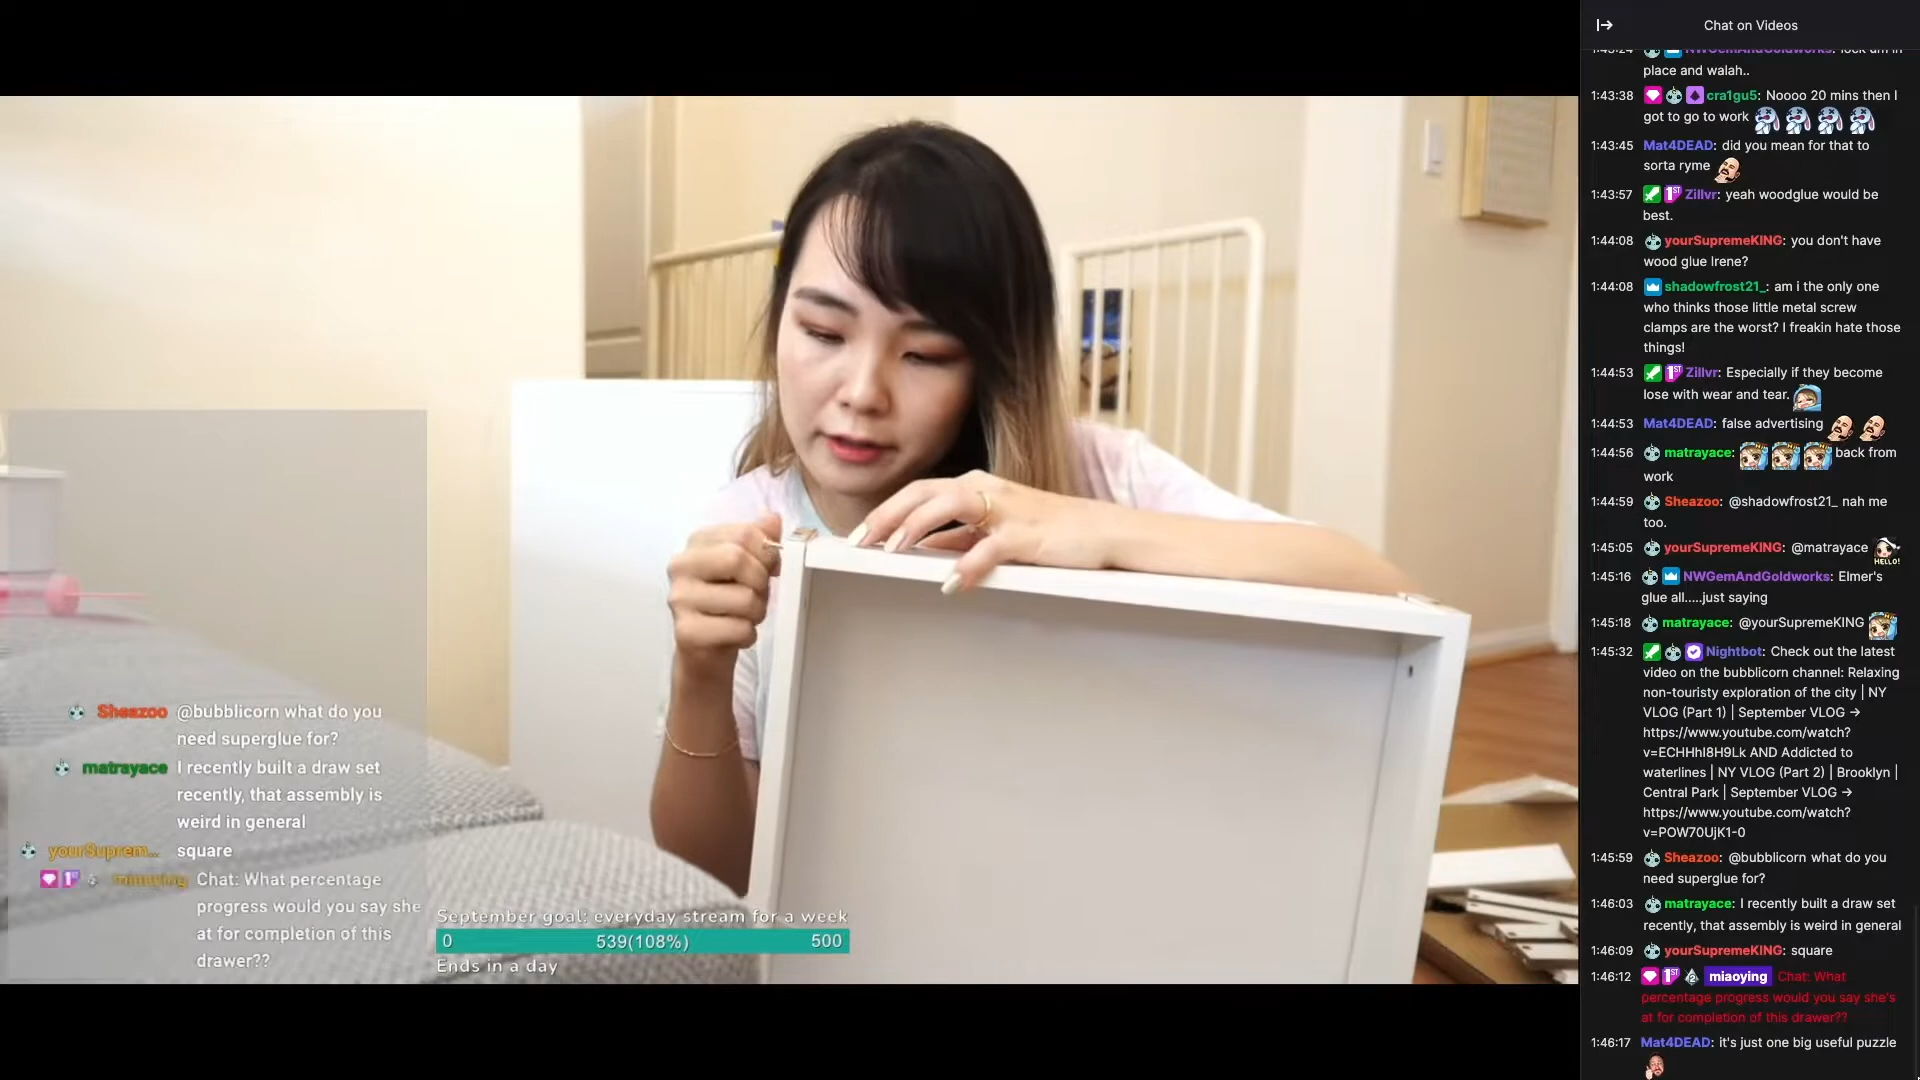 Chat on Videos
1:43:24 NWGemAndGoldworks: lock um in
place and walah..
1:43:38 cra1gu5: Noooo 20 mins then I
got to go to work
1:43:45 Mat4DEAD: did you mean for that to
sorta ryme
1:43:57 1ST Zillvr: yeah woodglue would be
best.
1:44:08 yourSupremeKING: you don't have
wood glue Irene?
1:44:08 shadowfrost21_: am i the only one
who thinks those little metal screw
clamps are the worst? I freakin hate those
things!
1:44:53 1ST Zillvr: Especially if they become
lose with wear and tear.
1:44:53 Mat4DEAD: false advertising
1:44:56 matrayace: back from
work
1:44:59 Sheazoo: @shadowfrost21_ nah me
too.
1:45:05 yourSupremeKING: @matrayace HELLO!
1:45:16 NWGemAndGoldworks: Elmer's
glue all.....just saying
1:45:18 matrayace: @yourSupremeKING
1:45:32 Nightbot: Check out the latest
video on the bubblicorn channel: Relaxing
non-touristy exploration of the city | NY
VLOG (Part 1) | September VLOG →
https://www.youtube.com/watch?
v=ECHHhI8H9Lk AND Addicted to
waterlines | NY VLOG (Part 2) | Brooklyn |
Central Park | September VLOG →
https://www.youtube.com/watch?
v=POW70UjK1-0
1:45:59 Sheazoo: @bubblicorn what do you
need superglue for?
1:46:03 matrayace: I recently built a draw set
recently, that assembly is weird in general
1:46:09 yourSupremeKING: square
1:46:12 1ST 2 miaoying Chat: What
percentage progress would you say she's
at for completion of this drawer??
1:46:17 Mat4DEAD: it's just one big useful puzzle
Sheazoo @bubblicorn what do you
need superglue for?
matrayace I recently built a draw set
recently, that assembly is
weird in general
yourSuprem... square
1ST miaoying Chat: What percentage
progress would you say she
at for completion of this
drawer??
September goal: everyday stream for a week
0 539(108%) 500
Ends in a day